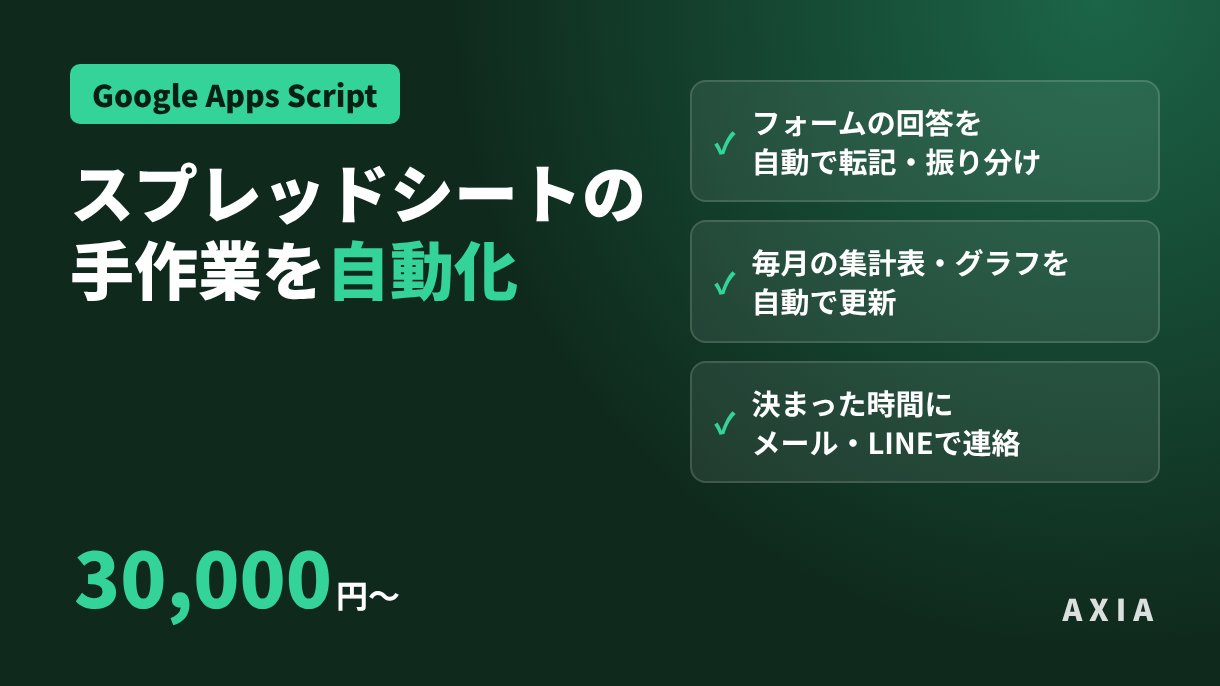 Google Apps Script
スプレッドシートの
手作業を自動化
✓ フォームの回答を
自動で転記・振り分け
✓ 毎月の集計表・グラフを
自動で更新
✓ 決まった時間に
メール・LINEで連絡
30,000円〜
AXIA